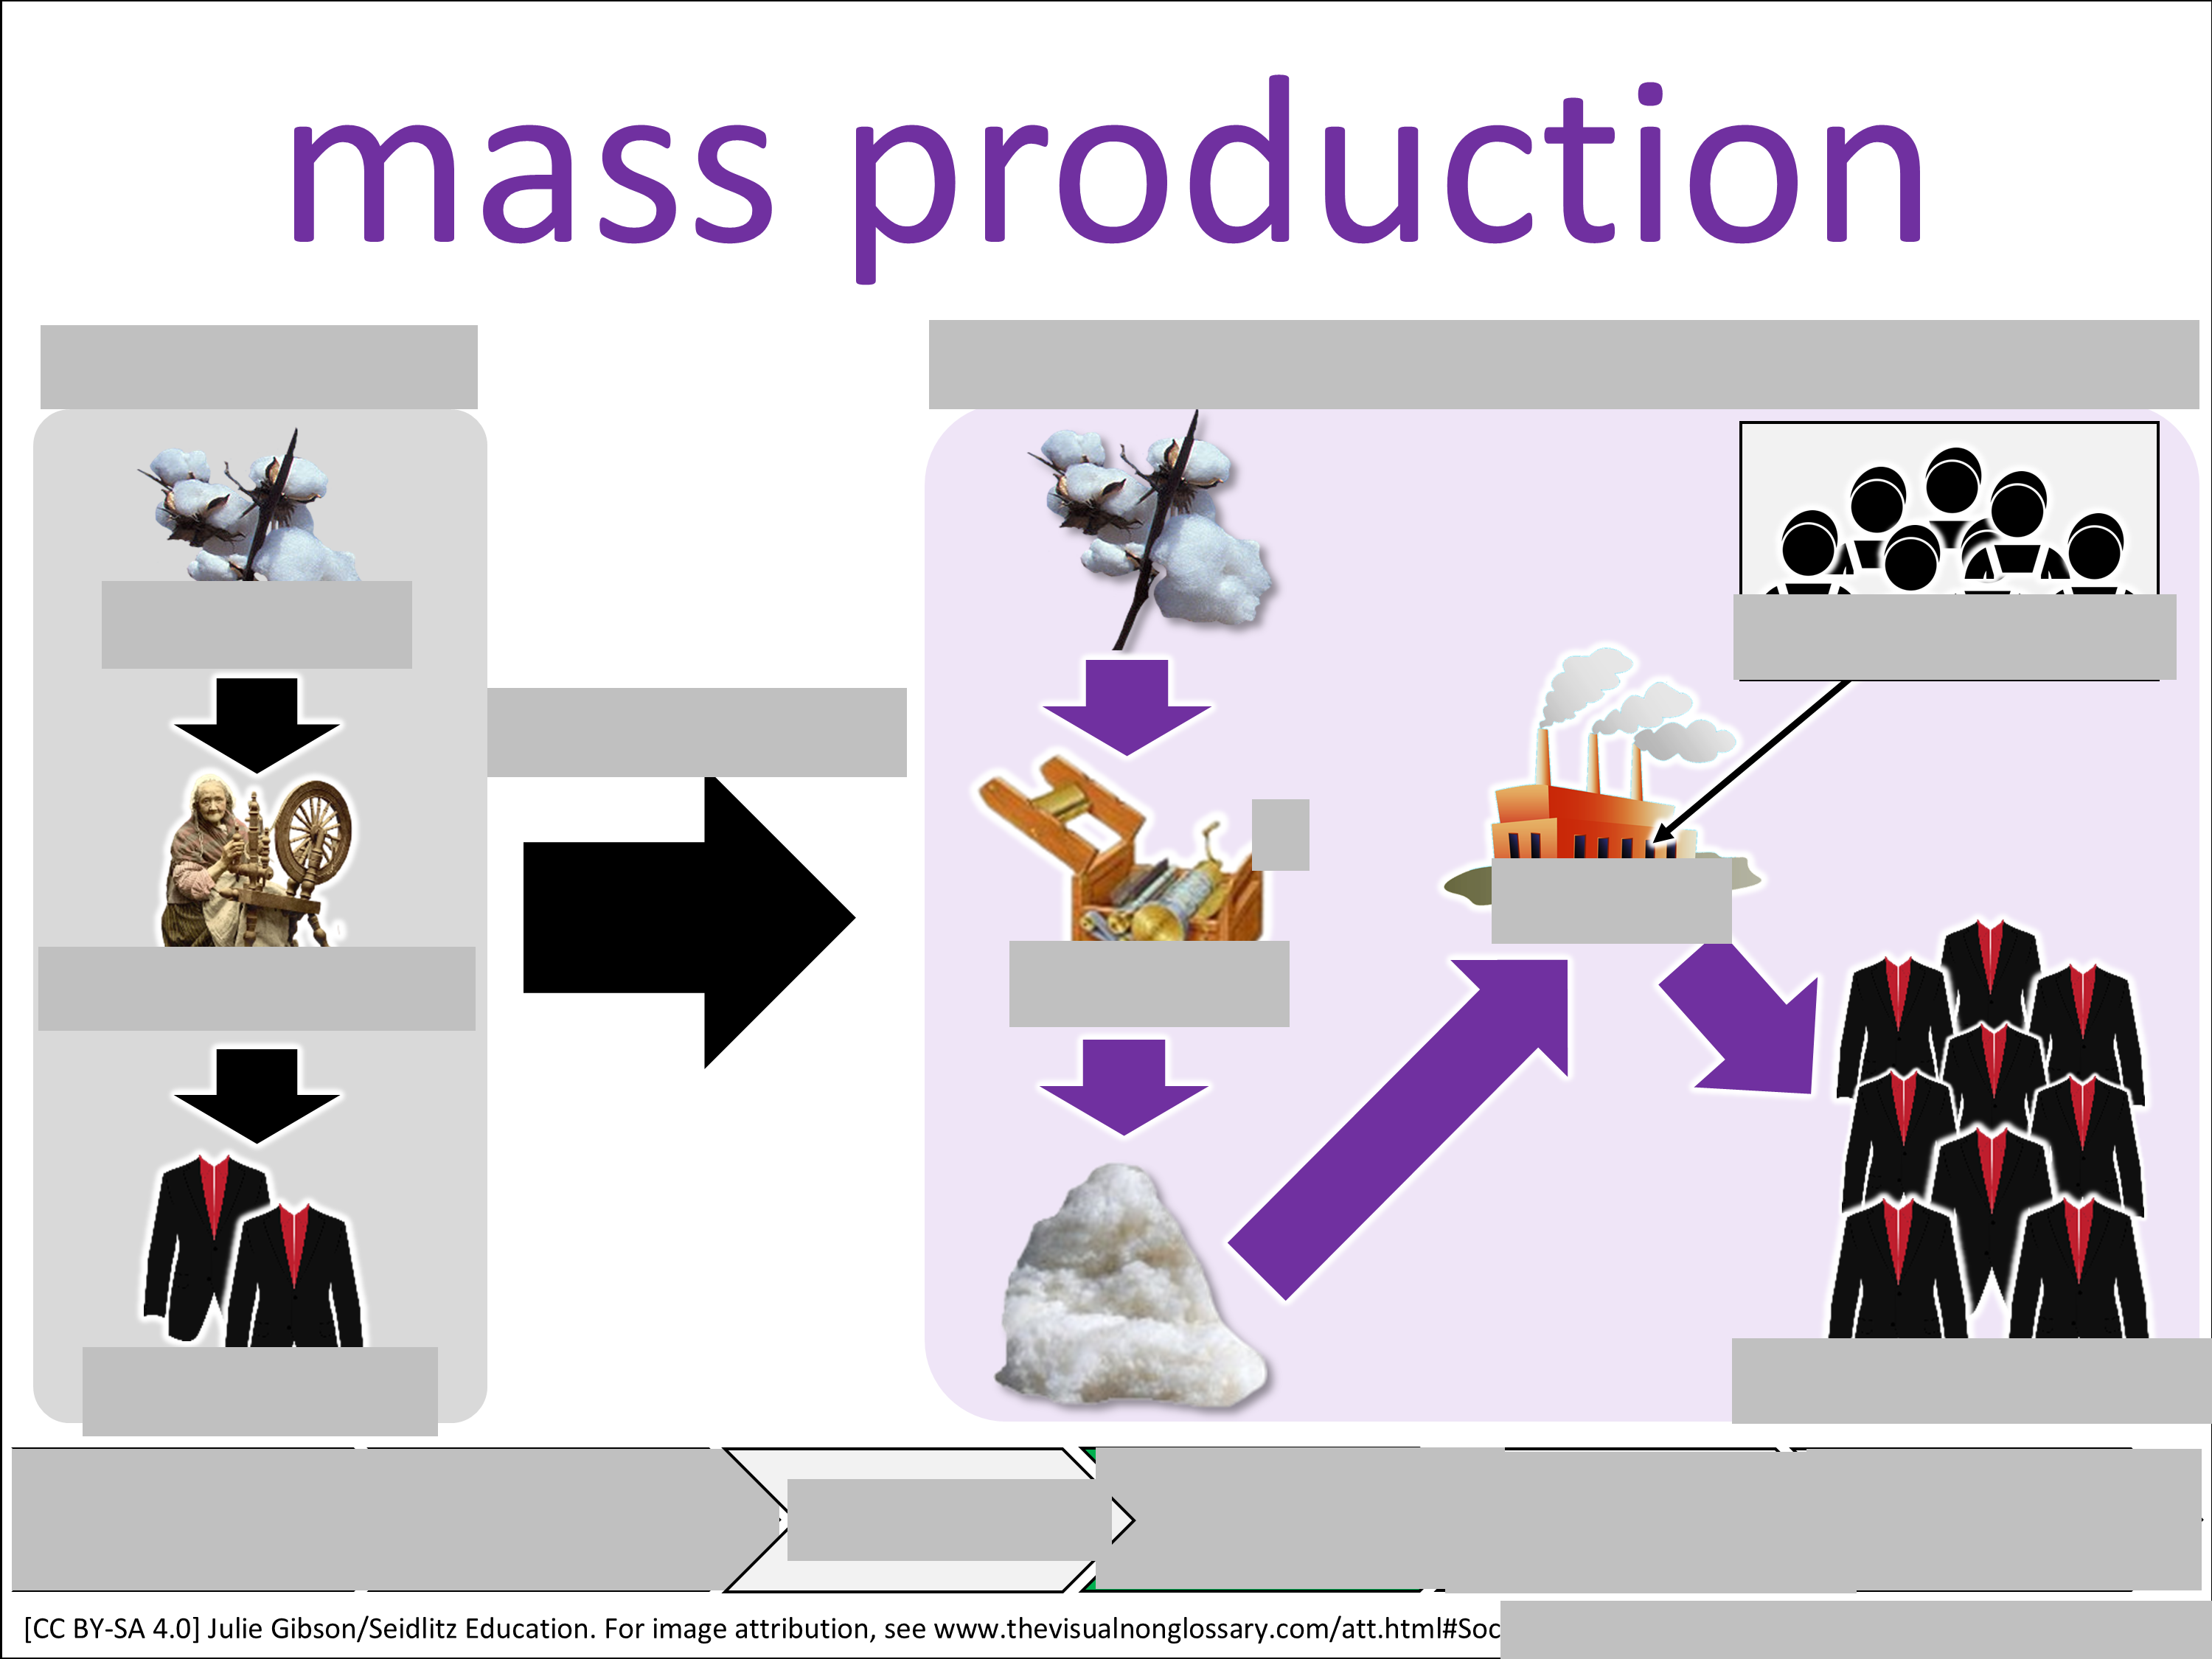 mass production
[CC BY-SA 4.0] Julie Gibson/Seidlitz Education. For image attribution, see www.thevisualnonglossary.com/att.html#Soc